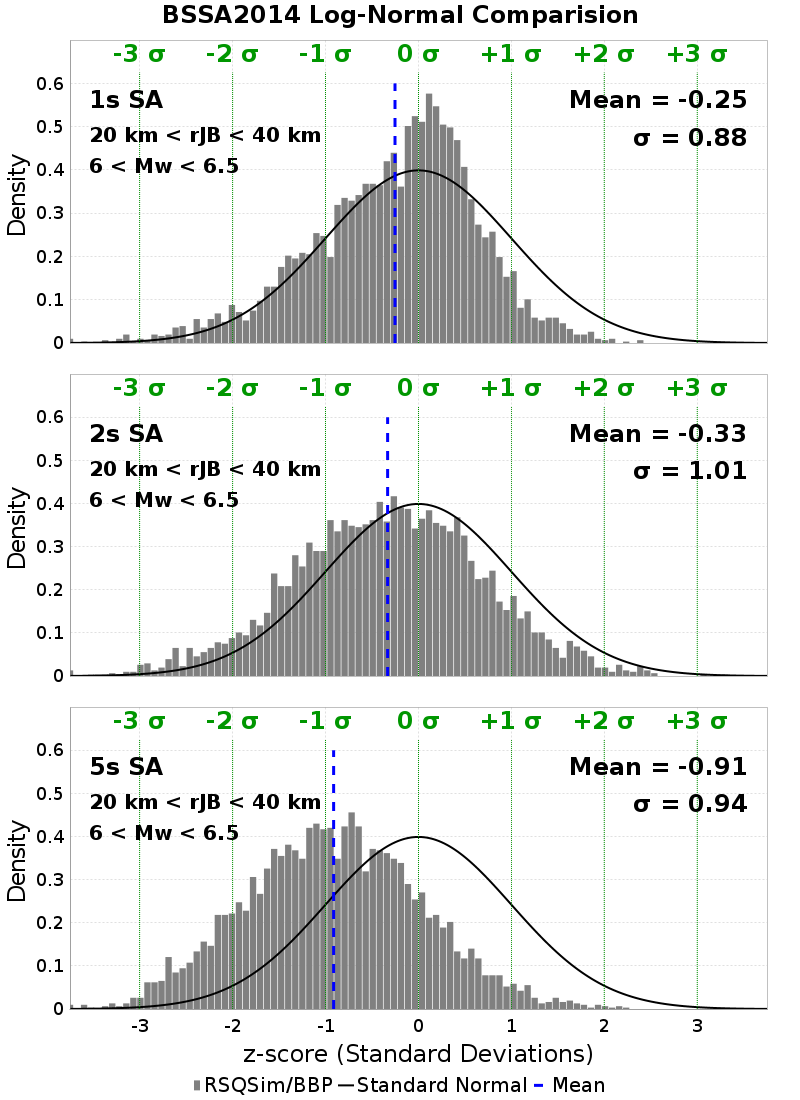 BSSA2014 Log-Normal Comparision
-3 σ -2 σ -1 σ 0 σ +1 σ +2 σ +3 σ
1s SA
Mean = -0.25
20 km < rJB < 40 km
σ = 0.88
6 < Mw < 6.5
Density
0.6
0.5
0.4
0.3
0.2
0.1
0
-3 σ -2 σ -1 σ 0 σ +1 σ +2 σ +3 σ
2s SA
Mean = -0.33
20 km < rJB < 40 km
σ = 1.01
6 < Mw < 6.5
Density
0.6
0.5
0.4
0.3
0.2
0.1
0
-3 σ -2 σ -1 σ 0 σ +1 σ +2 σ +3 σ
5s SA
Mean = -0.91
20 km < rJB < 40 km
σ = 0.94
6 < Mw < 6.5
Density
0.6
0.5
0.4
0.3
0.2
0.1
0
-3 -2 -1 0 1 2 3
z-score (Standard Deviations)
RSQSim/BBP Standard Normal Mean